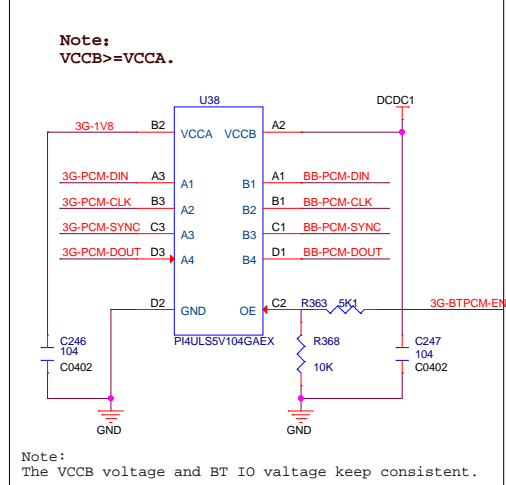 Note:
VCCB>=VCCA.
U38
DCDC1
3G-1V8 B2 VCCA VCCB A2
3G-PCM-DIN A3 A1 B1 A1 BB-PCM-DIN
3G-PCM-CLK B3 A2 B2 B1 BB-PCM-CLK
3G-PCM-SYNC C3 A3 B3 C1 BB-PCM-SYNC
3G-PCM-DOUT D3 A4 B4 D1 BB-PCM-DOUT
D2 GND OE C2 R363 5K1 3G-BTPCM-EN
PI4ULS5V104GAEX
C246
104
C0402
R368
10K
C247
104
C0402
GND
GND
Note:
The VCCB voltage and BT IO valtage keep consistent.